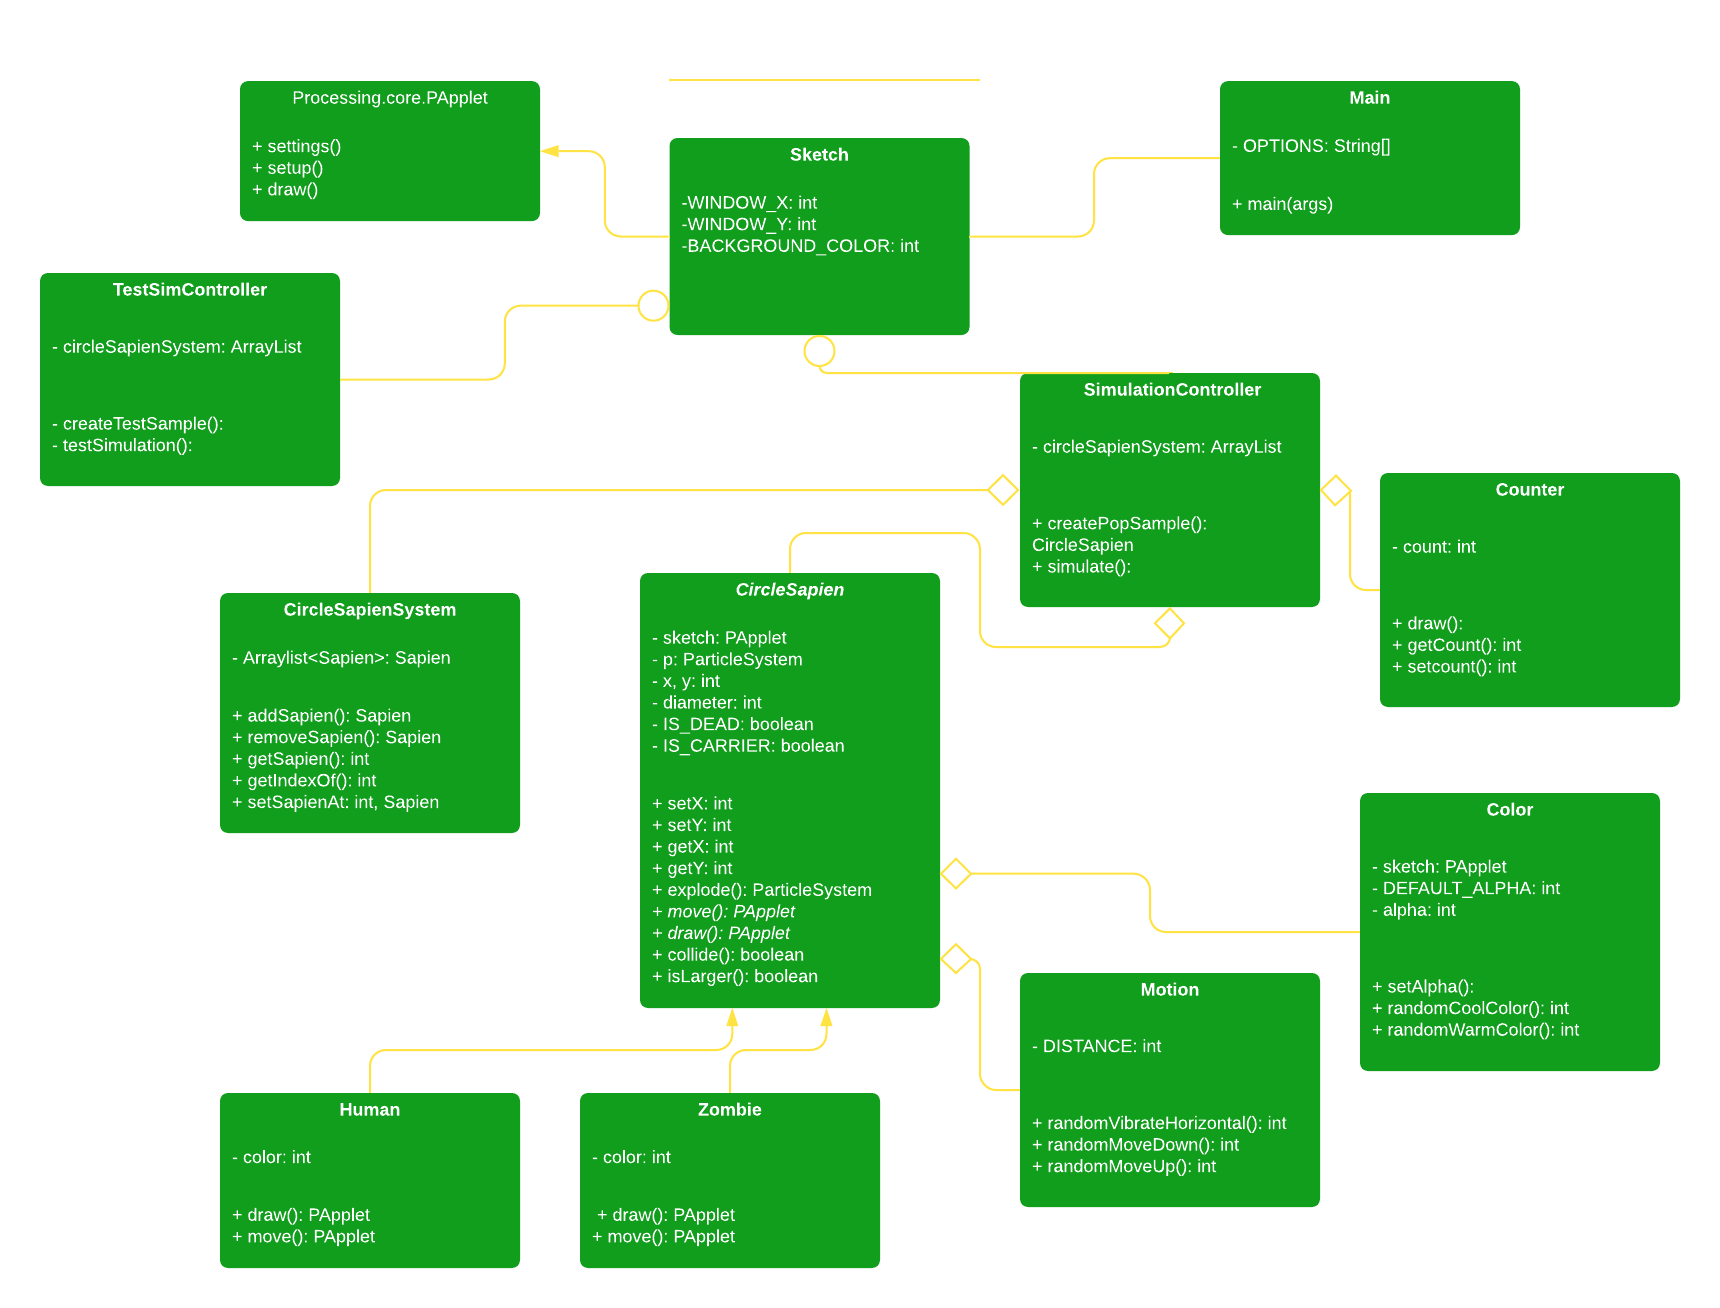 Processing.core.PApplet
+ settings()
+ setup()
+ draw()
Sketch
-WINDOW_X: int
-WINDOW_Y: int
-BACKGROUND_COLOR: int
Main
- OPTIONS: String[]
+ main(args)
TestSimController
- circleSapienSystem: ArrayList
- createTestSample():
- testSimulation():
SimulationController
- circleSapienSystem: ArrayList
+ createPopSample():
CircleSapien
+ simulate():
Counter
- count: int
+ draw():
+ getCount(): int
+ setcount(): int
CircleSapienSystem
- Arraylist<Sapien>: Sapien
+ addSapien(): Sapien
+ removeSapien(): Sapien
+ getSapien(): int
+ getIndexOf(): int
+ setSapienAt: int, Sapien
CircleSapien
- sketch: PApplet
- p: ParticleSystem
- x, y: int
- diameter: int
- IS_DEAD: boolean
- IS_CARRIER: boolean
+ setX: int
+ setY: int
+ getX: int
+ getY: int
+ explode(): ParticleSystem
+ move(): PApplet
+ draw(): PApplet
+ collide(): boolean
+ isLarger(): boolean
Color
- sketch: PApplet
- DEFAULT_ALPHA: int
- alpha: int
+ setAlpha():
+ randomCoolColor(): int
+ randomWarmColor(): int
Motion
- DISTANCE: int
+ randomVibrateHorizontal(): int
+ randomMoveDown(): int
+ randomMoveUp(): int
Human
- color: int
+ draw(): PApplet
+ move(): PApplet
Zombie
- color: int
+ draw(): PApplet
+ move(): PApplet